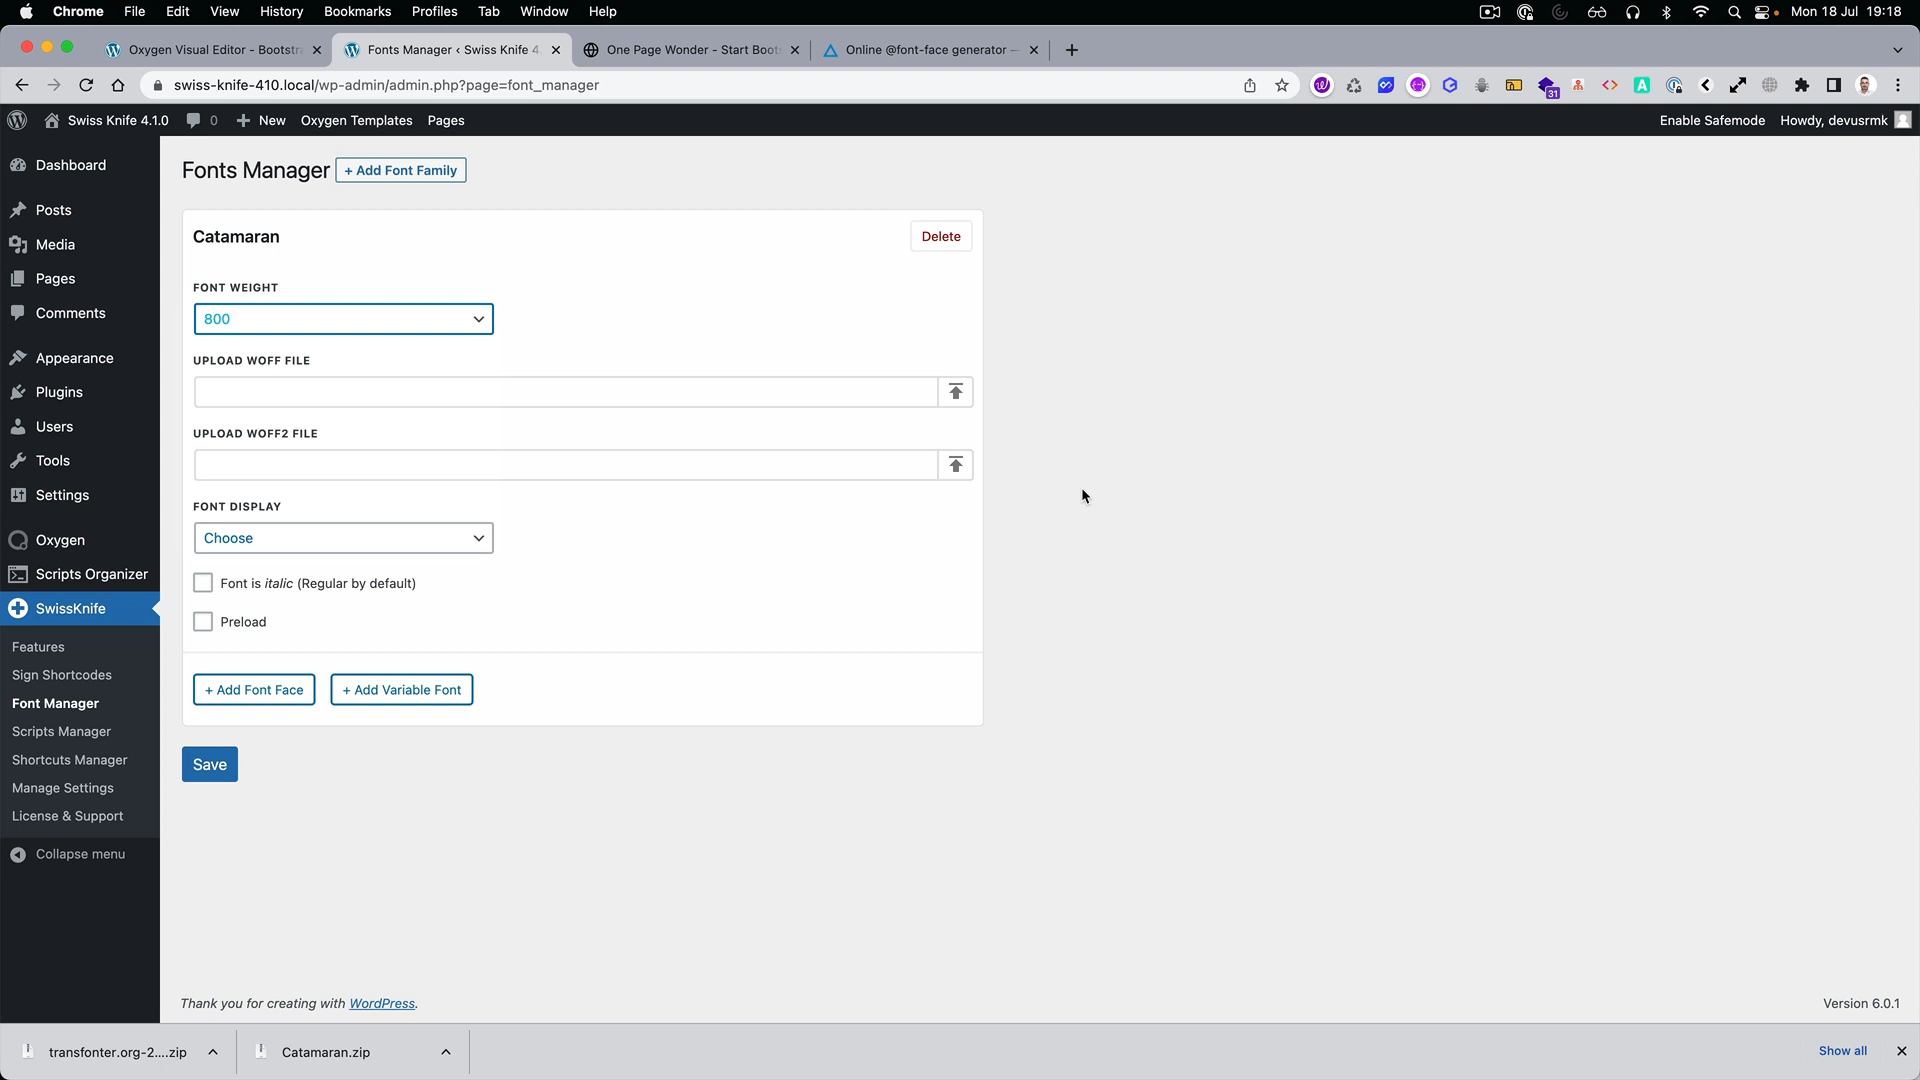 Chrome File Edit View History Bookmarks Profiles Tab Window Help Mon 18 Jul 19:18
Oxygen Visual Editor - Bootstra
Fonts Manager ‹ Swiss Knife 4.
One Page Wonder - Start Boots
Online @font-face generator —
swiss-knife-410.local/wp-admin/admin.php?page=font_manager
31
Swiss Knife 4.1.0 0 New Oxygen Templates Pages Enable Safemode Howdy, devusrmk
Dashboard
Posts
Media
Pages
Comments
Appearance
Plugins
Users
Tools
Settings
Oxygen
Scripts Organizer
SwissKnife
Features
Sign Shortcodes
Font Manager
Scripts Manager
Shortcuts Manager
Manage Settings
License & Support
Collapse menu
Fonts Manager + Add Font Family
Catamaran Delete
FONT WEIGHT
800
UPLOAD WOFF FILE
UPLOAD WOFF2 FILE
FONT DISPLAY
Choose
Font is italic (Regular by default)
Preload
+ Add Font Face + Add Variable Font
Save
Thank you for creating with WordPress. Version 6.0.1
transfonter.org-2....zip Catamaran.zip Show all